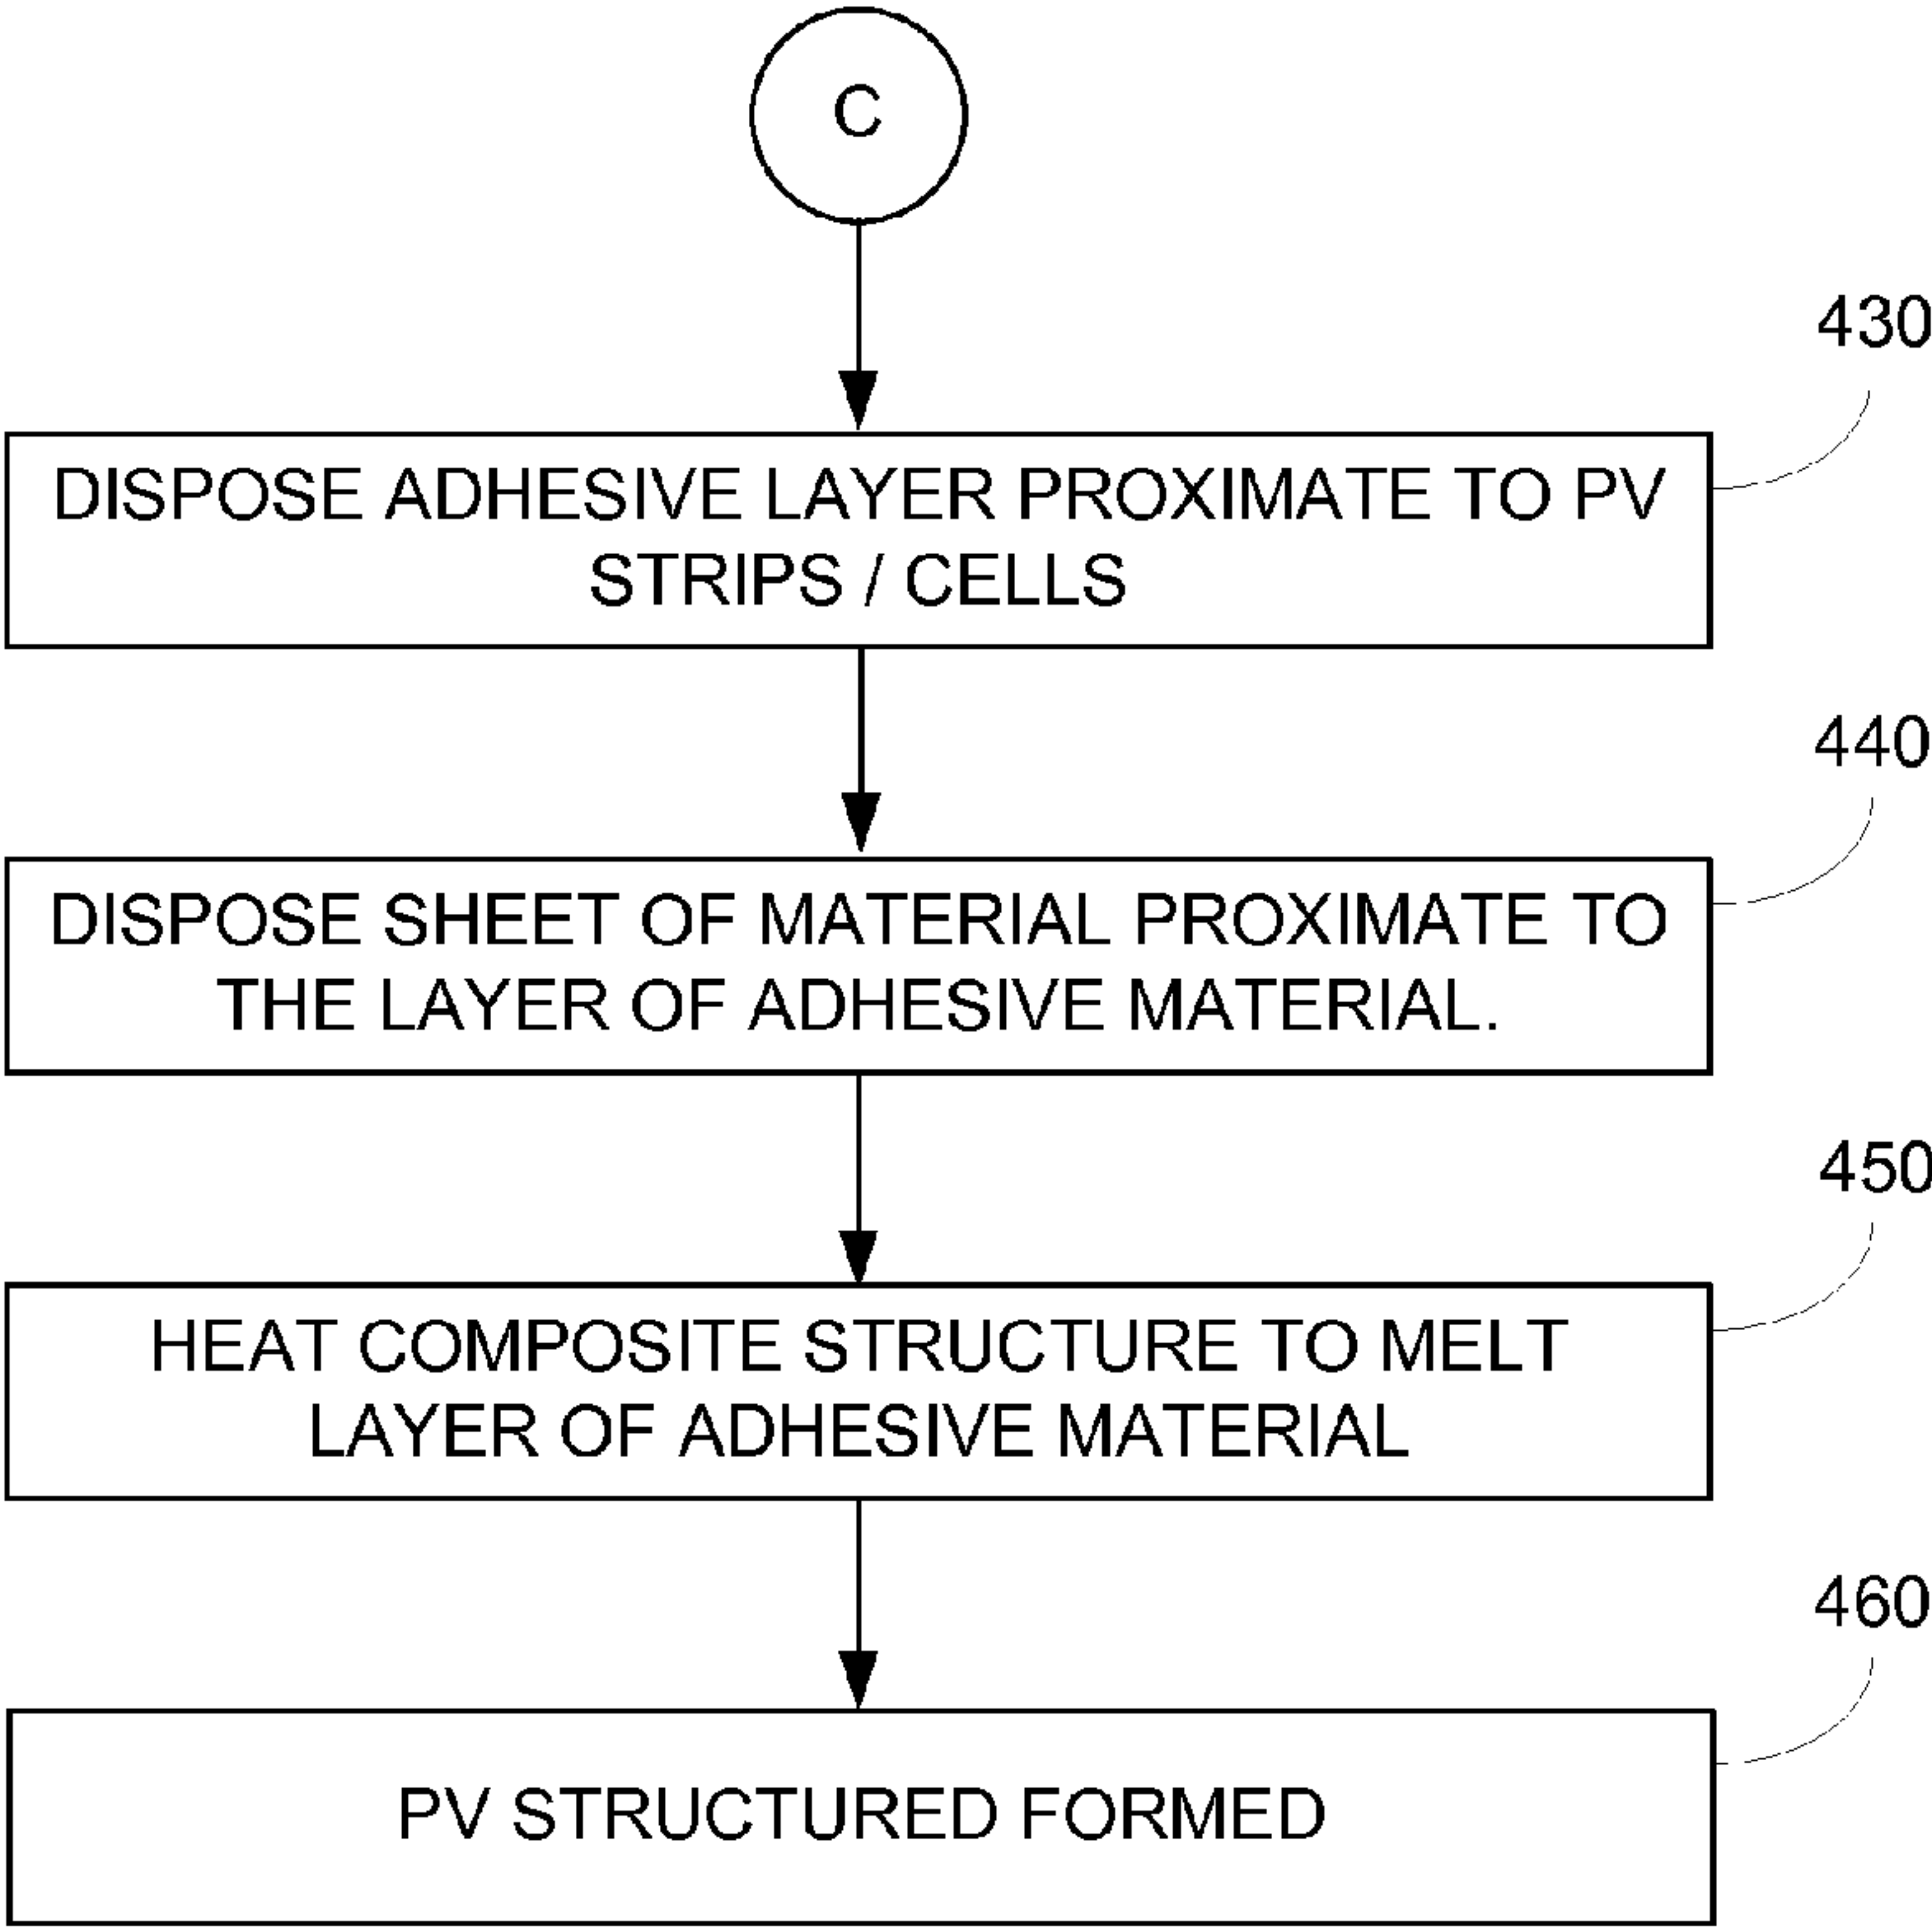 C
430
DISPOSE ADHESIVE LAYER PROXIMATE TO PV
STRIPS / CELLS
440
DISPOSE SHEET OF MATERIAL PROXIMATE TO
THE LAYER OF ADHESIVE MATERIAL.
450
HEAT COMPOSITE STRUCTURE TO MELT
LAYER OF ADHESIVE MATERIAL
460
PV STRUCTURED FORMED